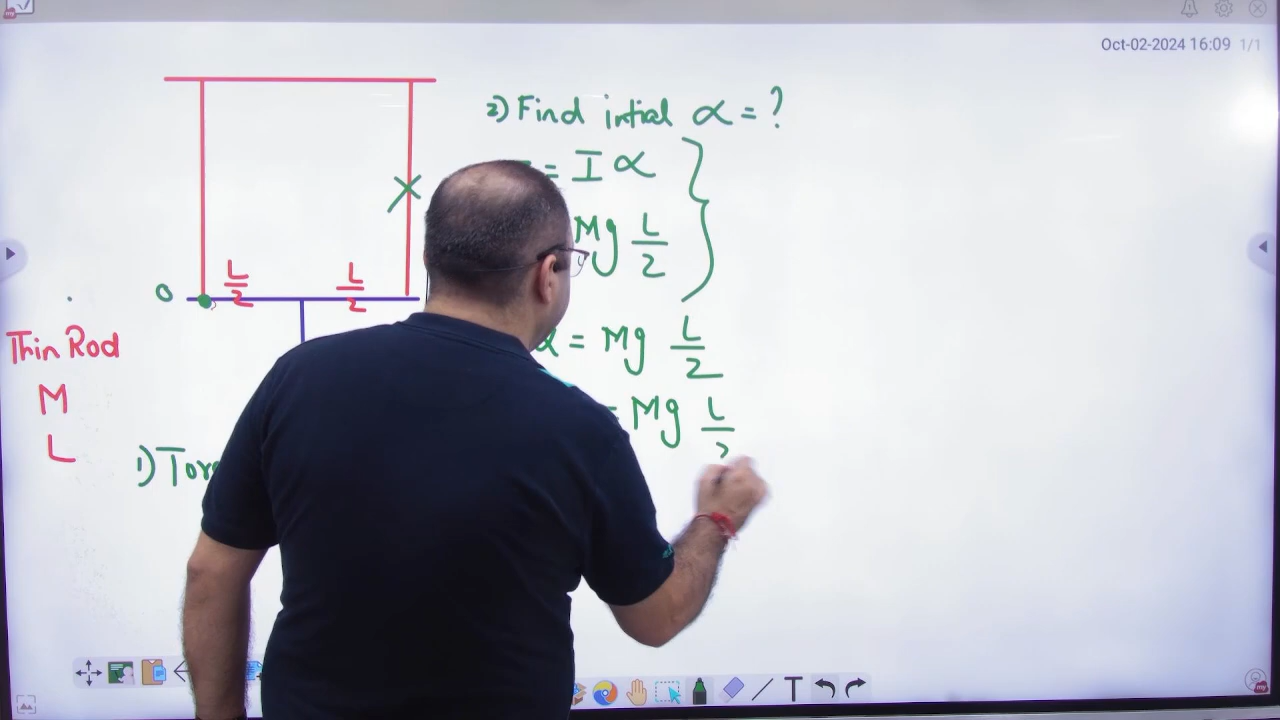 Oct-02-2024 16:09 1/1
2) Find intial α = ?
= I α
Mg L/2
L/2 L/2
O
α = Mg L/2
Thin Rod
M
= Mg L/2
L
1) Tor
T